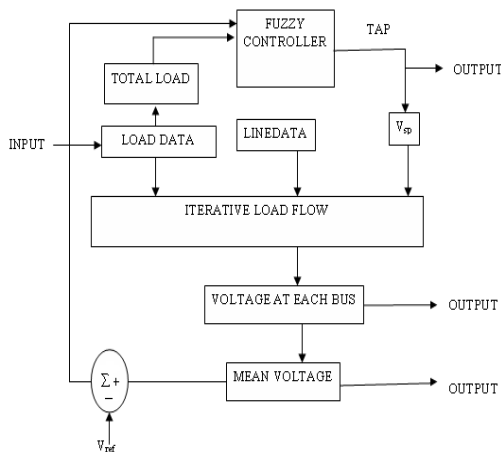 FUZZY
CONTROLLER
TAP
OUTPUT
TOTAL LOAD
INPUT
LOAD DATA
LINEDATA
Vsp
ITERATIVE LOAD FLOW
VOLTAGE AT EACH BUS
OUTPUT
Σ +
−
MEAN VOLTAGE
OUTPUT
Vref